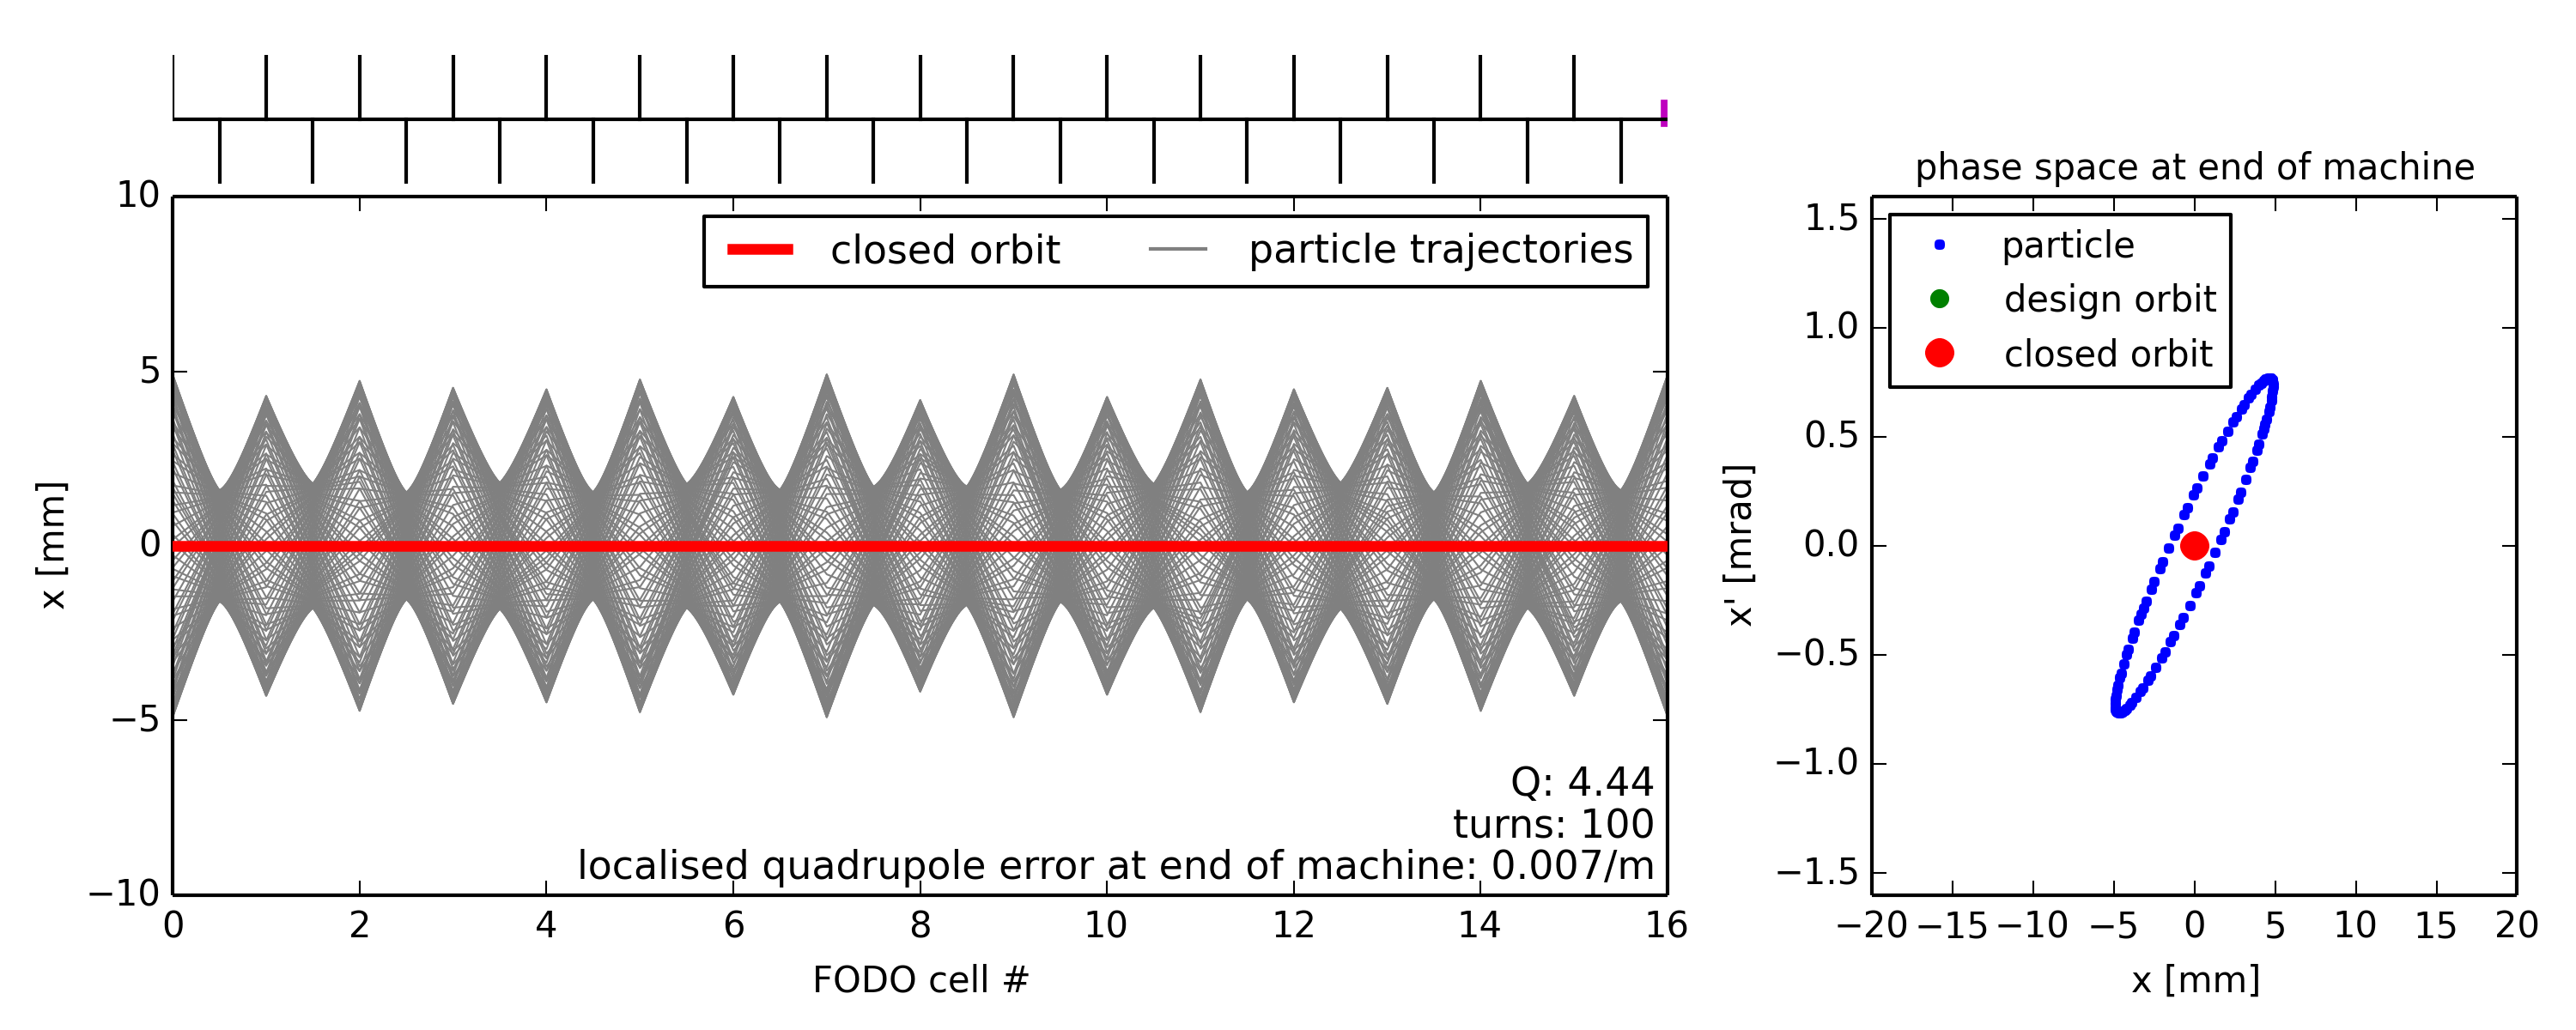 closed orbit
particle trajectories
x [mm]
10
5
0
−5
−10
Q: 4.44
turns: 100
localised quadrupole error at end of machine: 0.007/m
0 2 4 6 8 10 12 14 16
FODO cell #
phase space at end of machine
particle
design orbit
closed orbit
x' [mrad]
1.5
1.0
0.5
0.0
−0.5
−1.0
−1.5
−20 −15 −10 −5 0 5 10 15 20
x [mm]